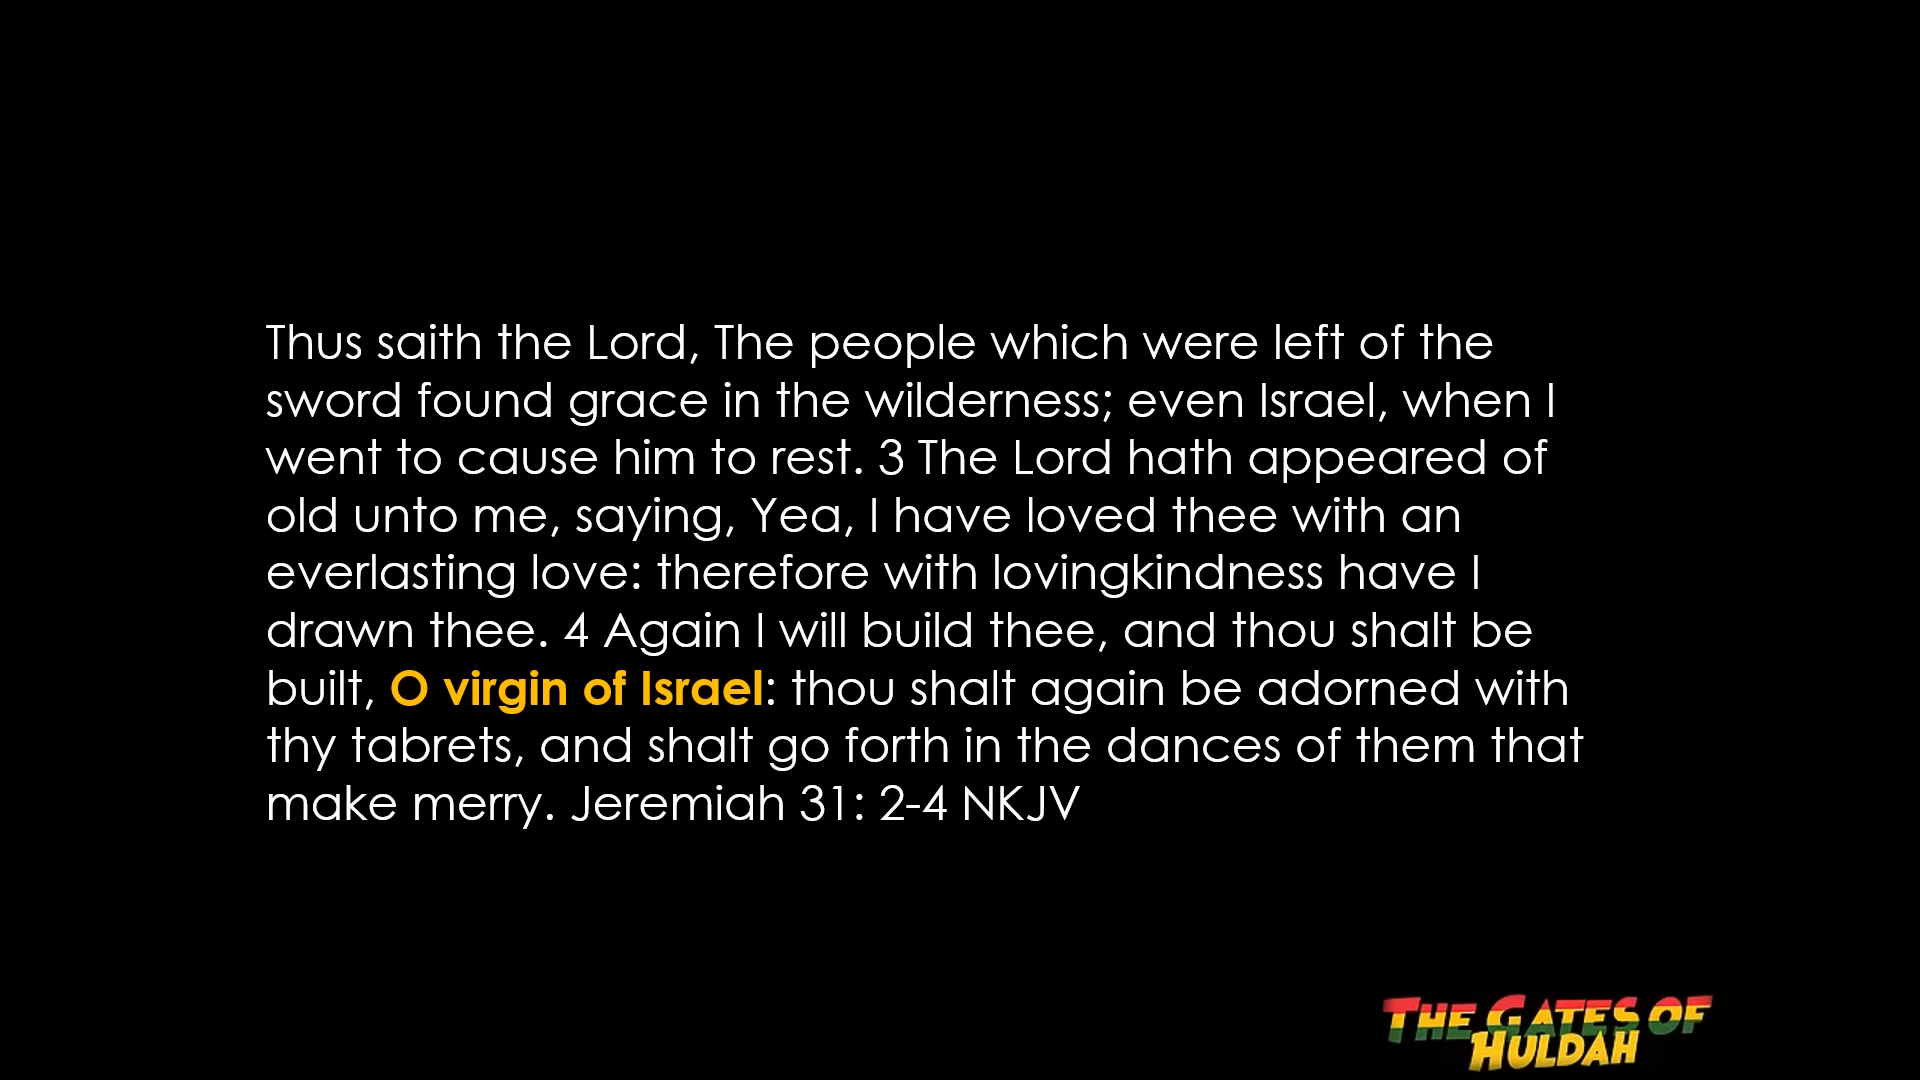 Thus saith the Lord, The people which were left of the
sword found grace in the wilderness; even Israel, when I
went to cause him to rest. 3 The Lord hath appeared of
old unto me, saying, Yea, I have loved thee with an
everlasting love: therefore with lovingkindness have I
drawn thee. 4 Again I will build thee, and thou shalt be
built, O virgin of Israel: thou shalt again be adorned with
thy tabrets, and shalt go forth in the dances of them that
make merry. Jeremiah 31: 2-4 NKJV
THE GATES OF
HULDAH